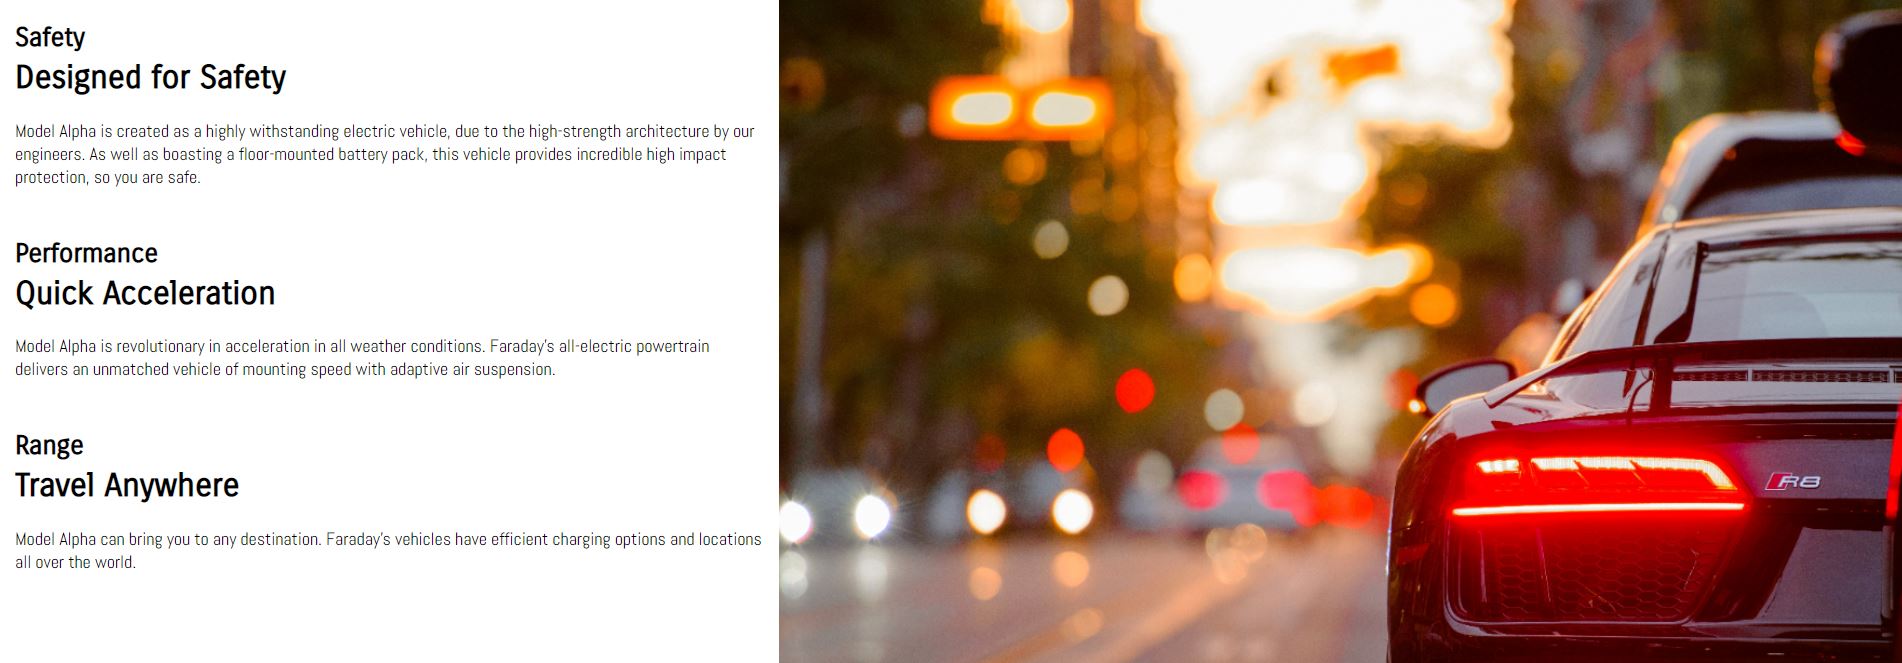 Safety
Designed for Safety
Model Alpha is created as a highly withstanding electric vehicle, due to the high-strength architecture by our
engineers. As well as boasting a floor-mounted battery pack, this vehicle provides incredible high impact
protection, so you are safe.
Performance
Quick Acceleration
Model Alpha is revolutionary in acceleration in all weather conditions. Faraday's all-electric powertrain
delivers an unmatched vehicle of mounting speed with adaptive air suspension.
Range
Travel Anywhere
Model Alpha can bring you to any destination. Faraday's vehicles have efficient charging options and locations
all over the world.
R8